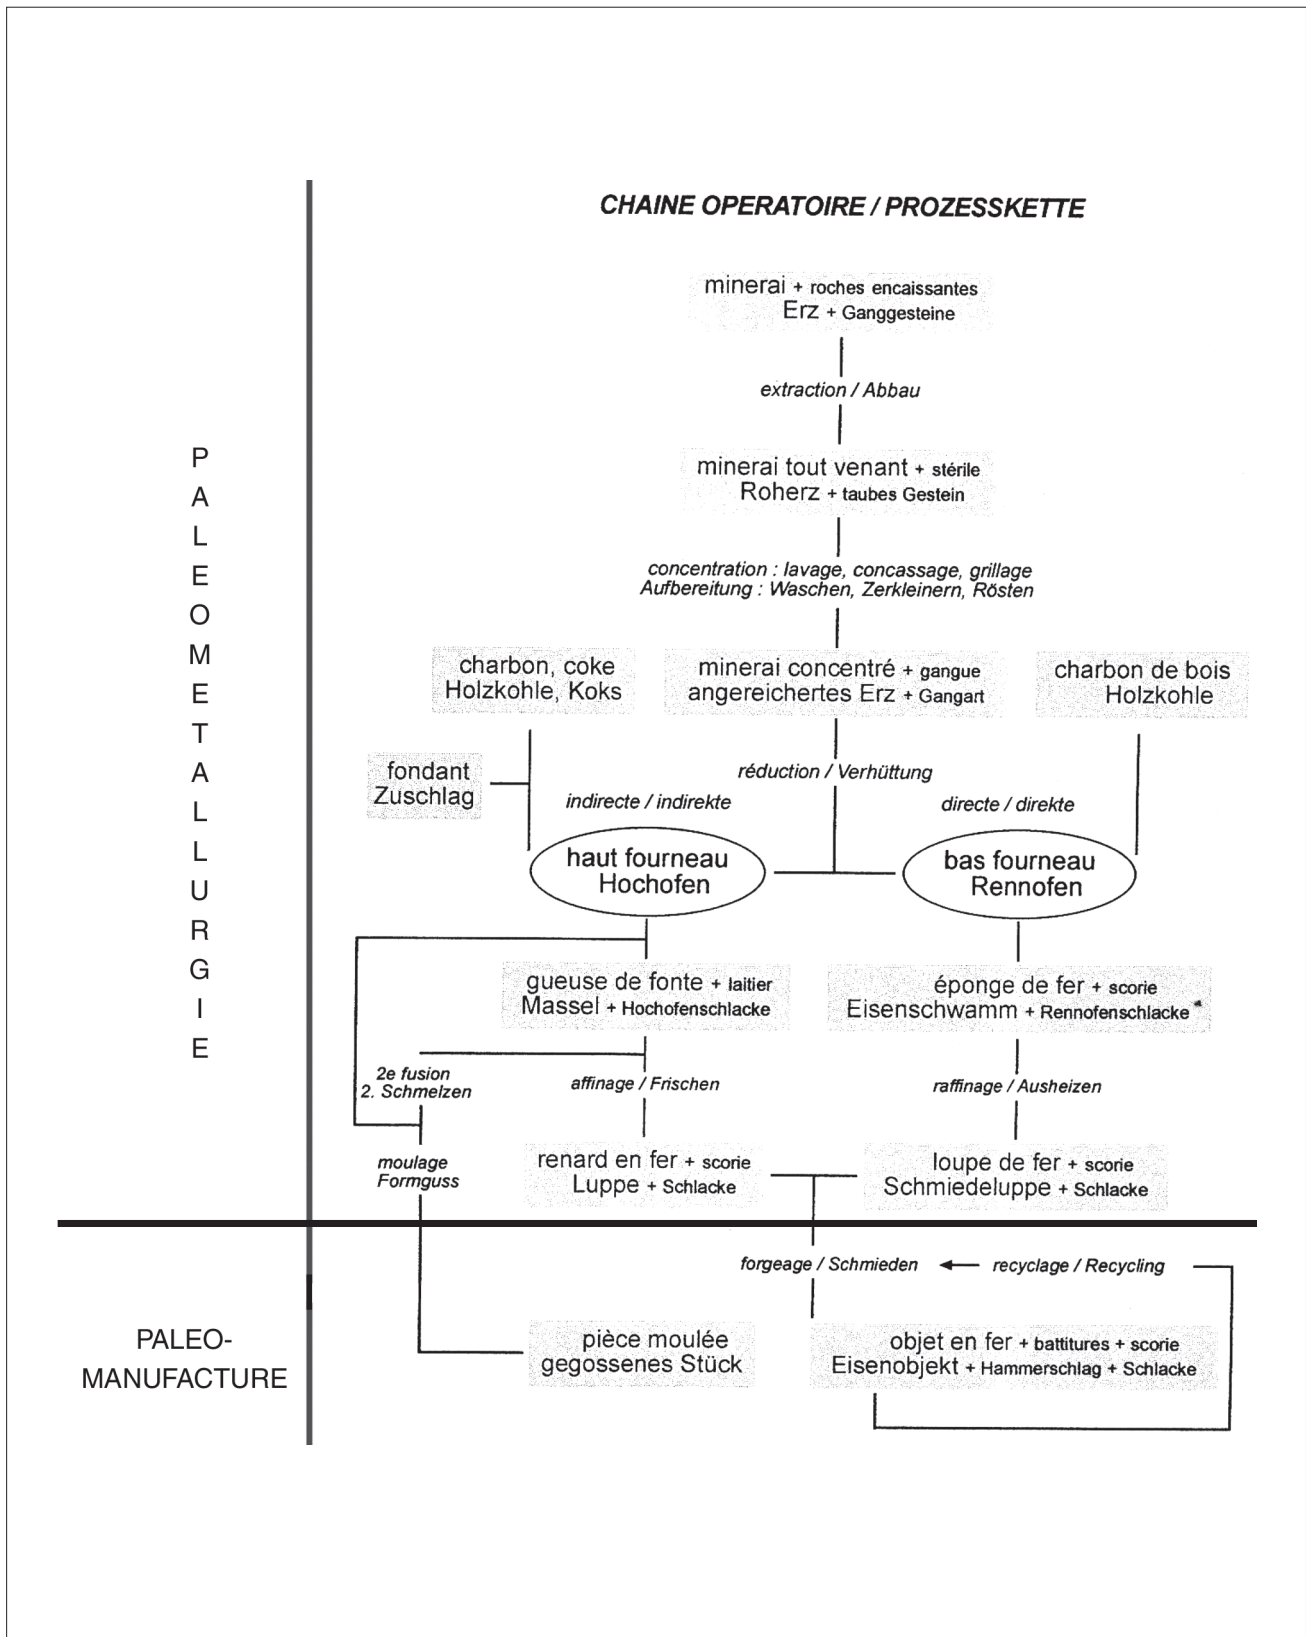 CHAINE OPERATOIRE / PROZESSKETTE
minerai + roches encaissantes
Erz + Ganggesteine
extraction / Abbau
minerai tout venant + stérile
Roherz + taubes Gestein
concentration : lavage, concassage, grillage
Aufbereitung : Waschen, Zerkleinern, Rösten
charbon, coke
Holzkohle, Koks
minerai concentré + gangue
angereichertes Erz + Gangart
charbon de bois
Holzkohle
fondant
Zuschlag
réduction / Verhüttung
indirecte / indirekte
directe / direkte
haut fourneau
Hochofen
bas fourneau
Rennofen
gueuse de fonte + laitier
Massel + Hochofenschlacke
éponge de fer + scorie
Eisenschwamm + Rennofenschlacke
2e fusion
2. Schmelzen
affinage / Frischen
raffinage / Ausheizen
moulage
Formguss
renard en fer + scorie
Luppe + Schlacke
loupe de fer + scorie
Schmiedeluppe + Schlacke
forgeage / Schmieden
recyclage / Recycling
pièce moulée
gegossenes Stück
objet en fer + battitures + scorie
Eisenobjekt + Hammerschlag + Schlacke
P
A
L
E
O
M
E
T
A
L
L
U
R
G
I
E
PALEO-
MANUFACTURE